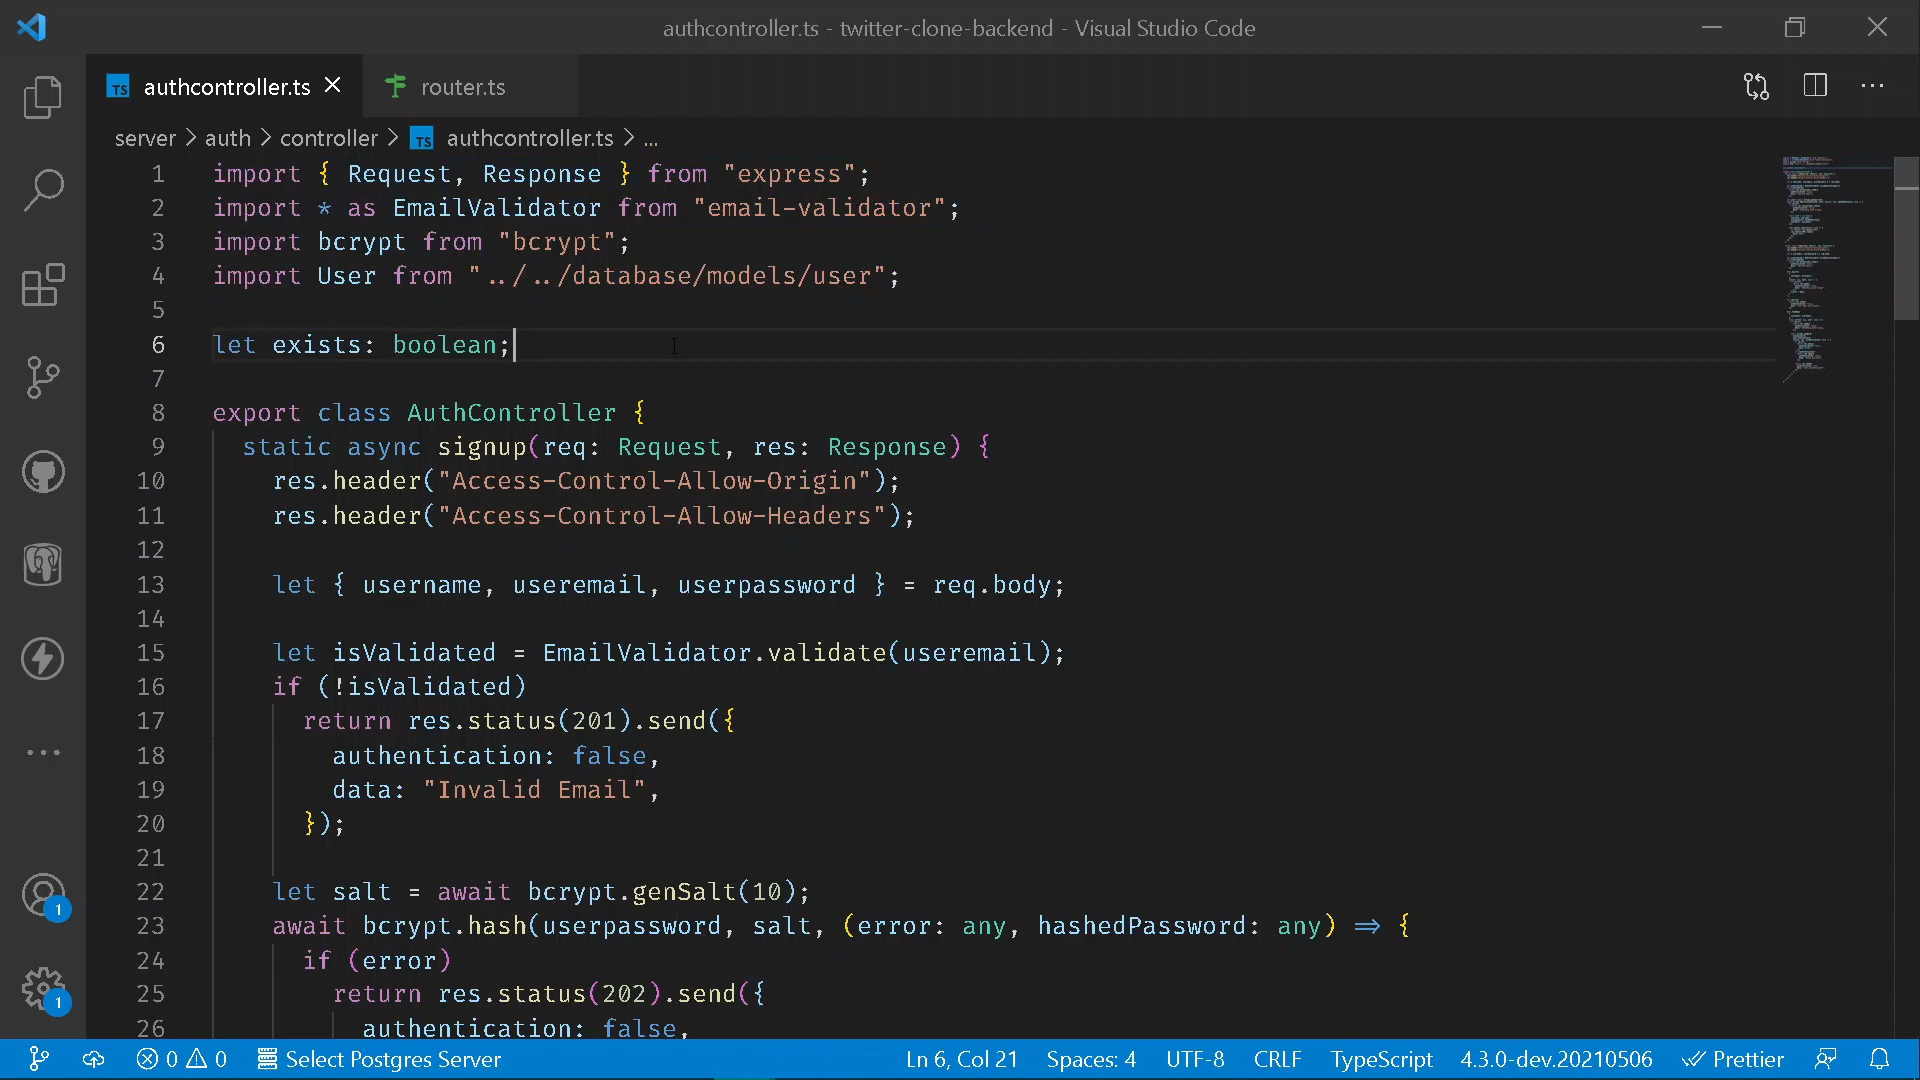 authcontroller.ts - twitter-clone-backend - Visual Studio Code
authcontroller.ts
router.ts
server > auth > controller > TS authcontroller.ts > ...
1 import { Request, Response } from "express";
2 import * as EmailValidator from "email-validator";
3 import bcrypt from "bcrypt";
4 import User from "../../database/models/user";
5
6 let exists: boolean;
7
8 export class AuthController {
9 static async signup(req: Request, res: Response) {
10 res.header("Access-Control-Allow-Origin");
11 res.header("Access-Control-Allow-Headers");
12
13 let { username, useremail, userpassword } = req.body;
14
15 let isValidated = EmailValidator.validate(useremail);
16 if (!isValidated)
17 return res.status(201).send({
18 authentication: false,
19 data: "Invalid Email",
20 });
21
22 let salt = await bcrypt.genSalt(10);
23 await bcrypt.hash(userpassword, salt, (error: any, hashedPassword: any) => {
24 if (error)
25 return res.status(202).send({
26 authentication: false,
1
1
0 0 Select Postgres Server Ln 6, Col 21 Spaces: 4 UTF-8 CRLF TypeScript 4.3.0-dev.20210506 Prettier